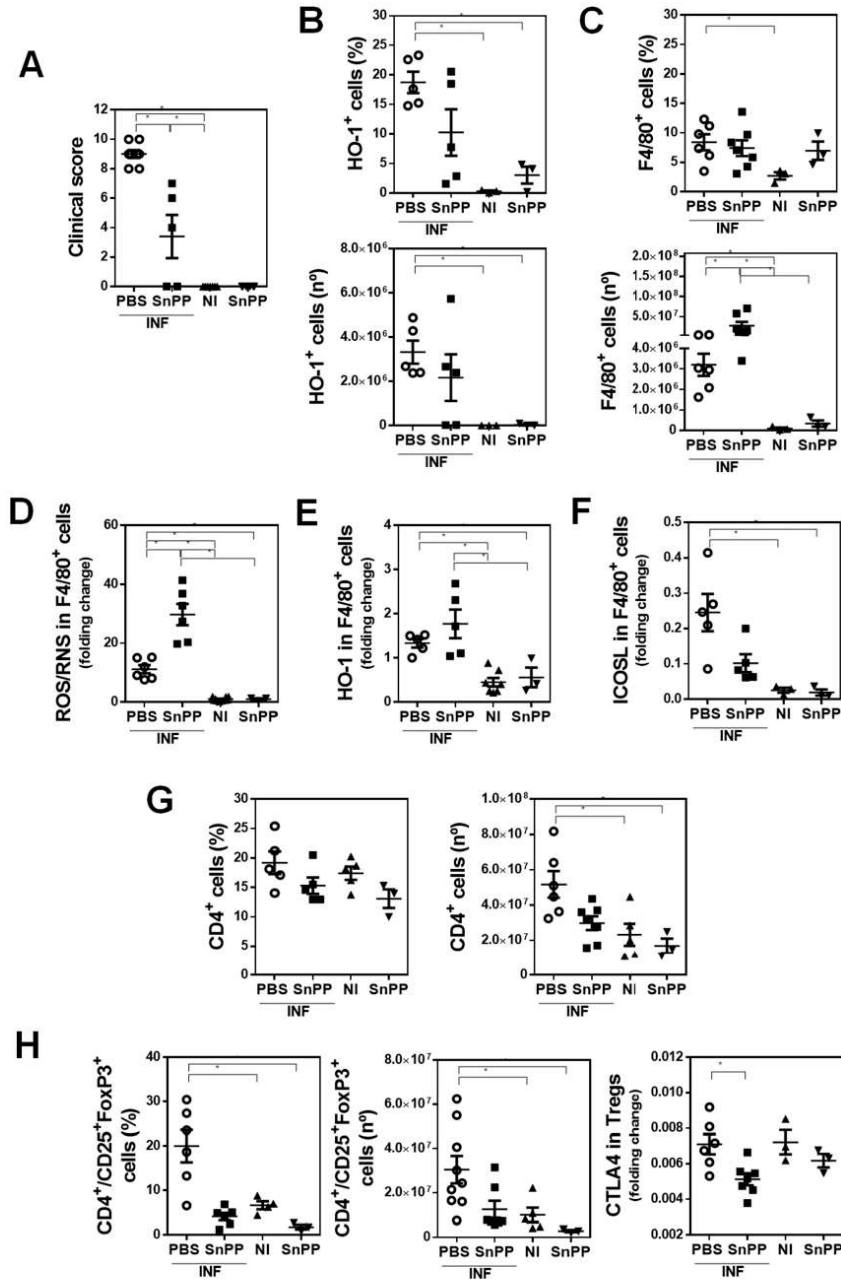 A
Clinical score
12
10
8
6
4
2
0
* * *
PBS SnPP NI SnPP
INF
B
HO-1+ cells (%)
30
25
20
15
10
5
0
* *
PBS SnPP NI SnPP
INF
HO-1+ cells (nº)
8.0×10^6
6.0×10^6
4.0×10^6
2.0×10^6
0
* *
PBS SnPP NI SnPP
INF
C
F4/80+ cells (%)
30
25
20
15
10
5
0
*
PBS SnPP NI SnPP
INF
F4/80+ cells (nº)
2.0×10^8
1.5×10^8
1.0×10^8
5.0×10^7
4.0×10^6
6.0×10^6
4.0×10^6
2.0×10^6
0
* * * *
PBS SnPP NI SnPP
INF
D
ROS/RNS in F4/80+ cells
(folding change)
60
40
20
0
* * * * *
PBS SnPP NI SnPP
INF
E
HO-1 in F4/80+ cells
(folding change)
4
3
2
1
0
* * * *
PBS SnPP NI SnPP
INF
F
ICOSL in F4/80+ cells
(folding change)
0.5
0.4
0.3
0.2
0.1
0.0
* *
PBS SnPP NI SnPP
INF
G
CD4+ cells (%)
30
25
20
15
10
5
0
PBS SnPP NI SnPP
INF
CD4+ cells (nº)
1.0×10^8
8.0×10^7
6.0×10^7
4.0×10^7
2.0×10^7
0
* *
PBS SnPP NI SnPP
INF
H
CD4+/CD25+FoxP3+
cells (%)
40
30
20
10
0
* *
PBS SnPP NI SnPP
INF
CD4+/CD25+FoxP3+
cells (nº)
8.0×10^7
6.0×10^7
4.0×10^7
2.0×10^7
0
* *
PBS SnPP NI SnPP
INF
CTLA4 in Tregs
(folding change)
0.012
0.010
0.008
0.006
0.004
0.002
*
PBS SnPP NI SnPP
INF